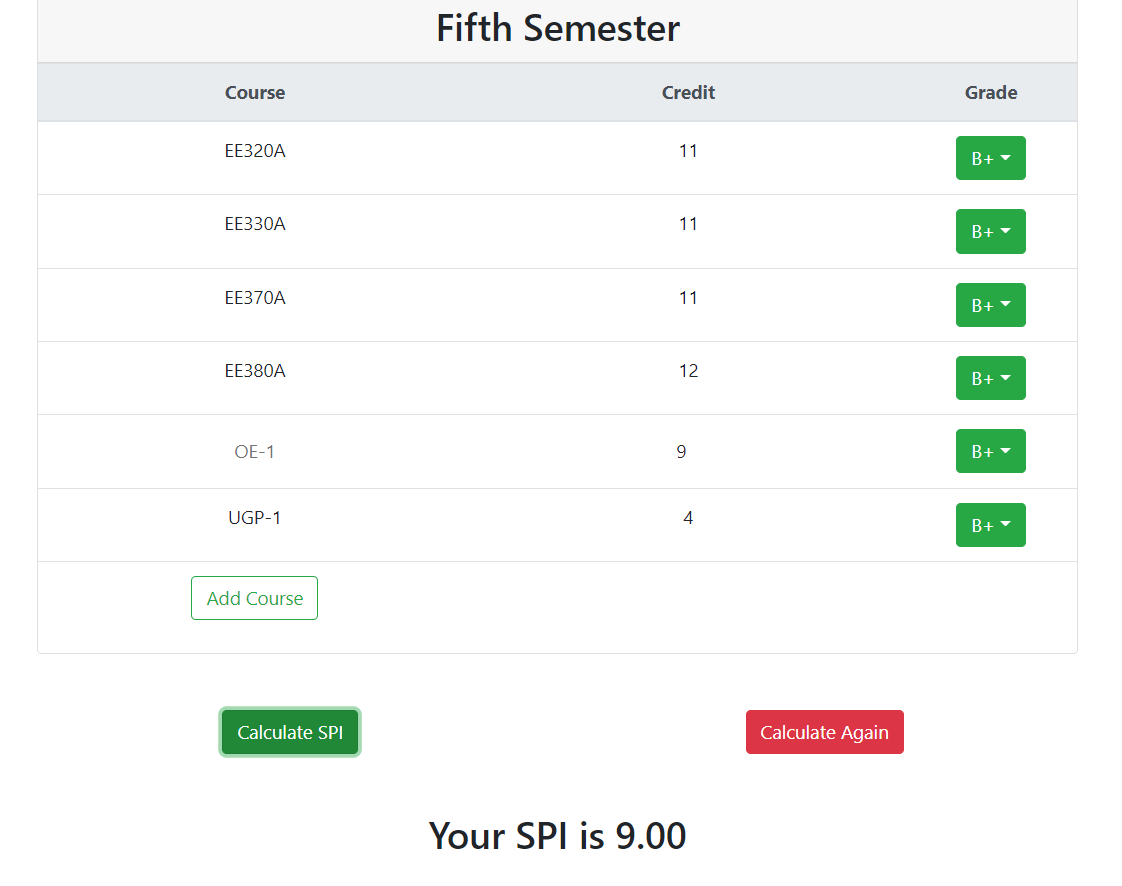 Fifth Semester
Course Credit Grade
EE320A 11 B+
EE330A 11 B+
EE370A 11 B+
EE380A 12 B+
OE-1 9 B+
UGP-1 4 B+
Add Course
Calculate SPI Calculate Again
Your SPI is 9.00